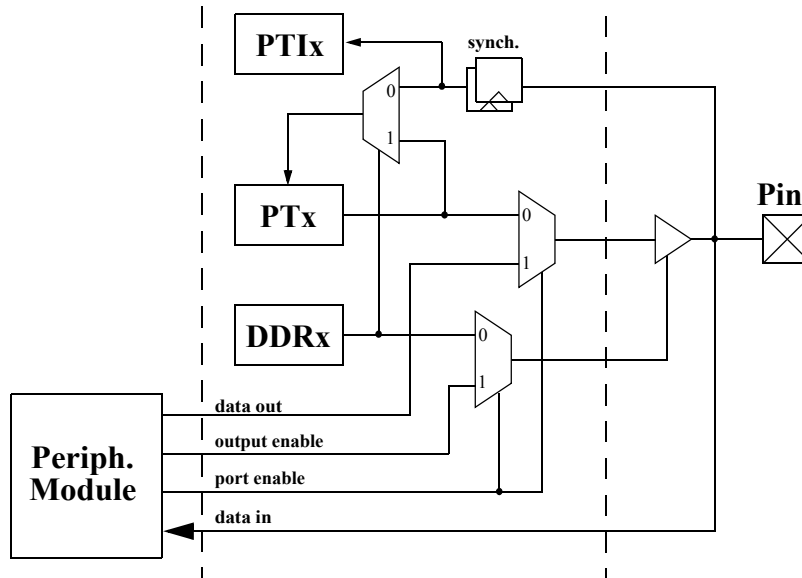 synch.
PTIx
0
1
PTx
0
1
Pin
DDRx
0
1
data out
output enable
port enable
data in
Periph.
Module